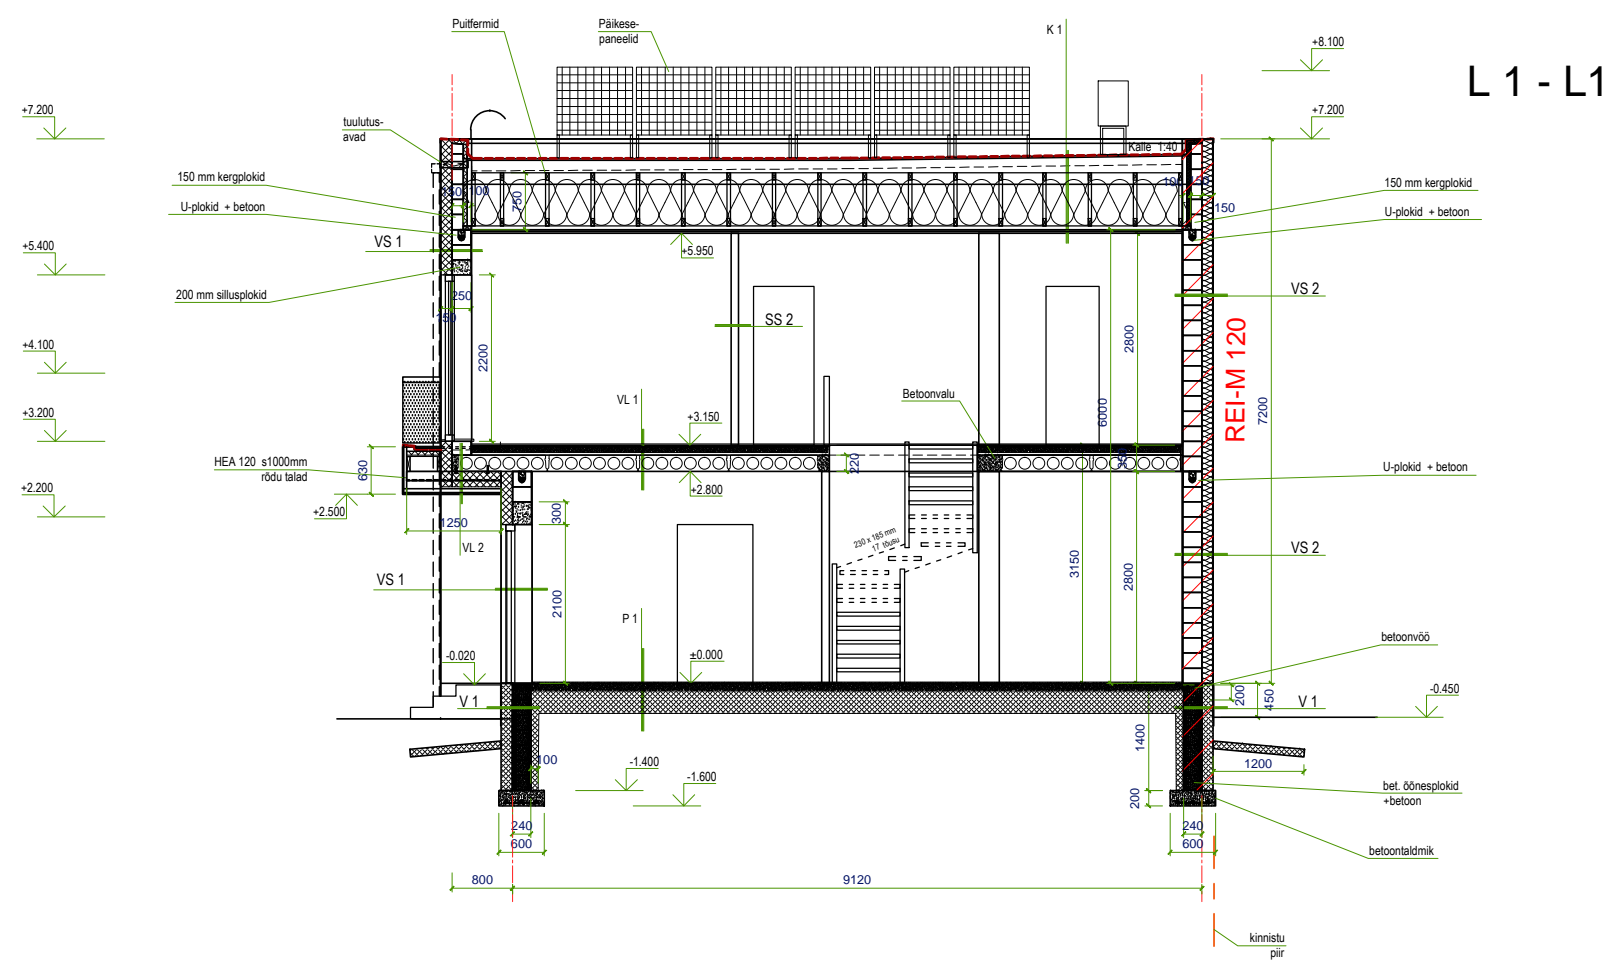 Puitfermid
Päikese-
paneelid
K 1
+8.100
L 1 - L1
+7.200
tuulutus-
avad
+7.200
Kalle 1:40
150 mm kergplokid
150
100
750
100
150
150 mm kergplokid
U-plokid + betoon
150
U-plokid + betoon
VS 1
+5.400
+5.950
200 mm sillusplokid
250
150
VS 2
SS 2
REI-M 120
+4.100
2200
2800
6000
7200
VL 1
Betoonvalu
+3.200
+3.150
HEA 120 s1000mm
rõdu talad
630
220
350
U-plokid + betoon
+2.200
+2.500
+2.800
1250
300
VL 2
230 x 185 mm
17 tõusu
VS 2
VS 1
2100
3150
2800
P 1
betoonvöö
-0.020
±0.000
V 1
200
450
V 1
-0.450
1400
100
-1.400
-1.600
1200
200
bet. õõnesplokid
+betoon
240
600
240
600
betoontaldmik
800
9120
kinnistu
piir